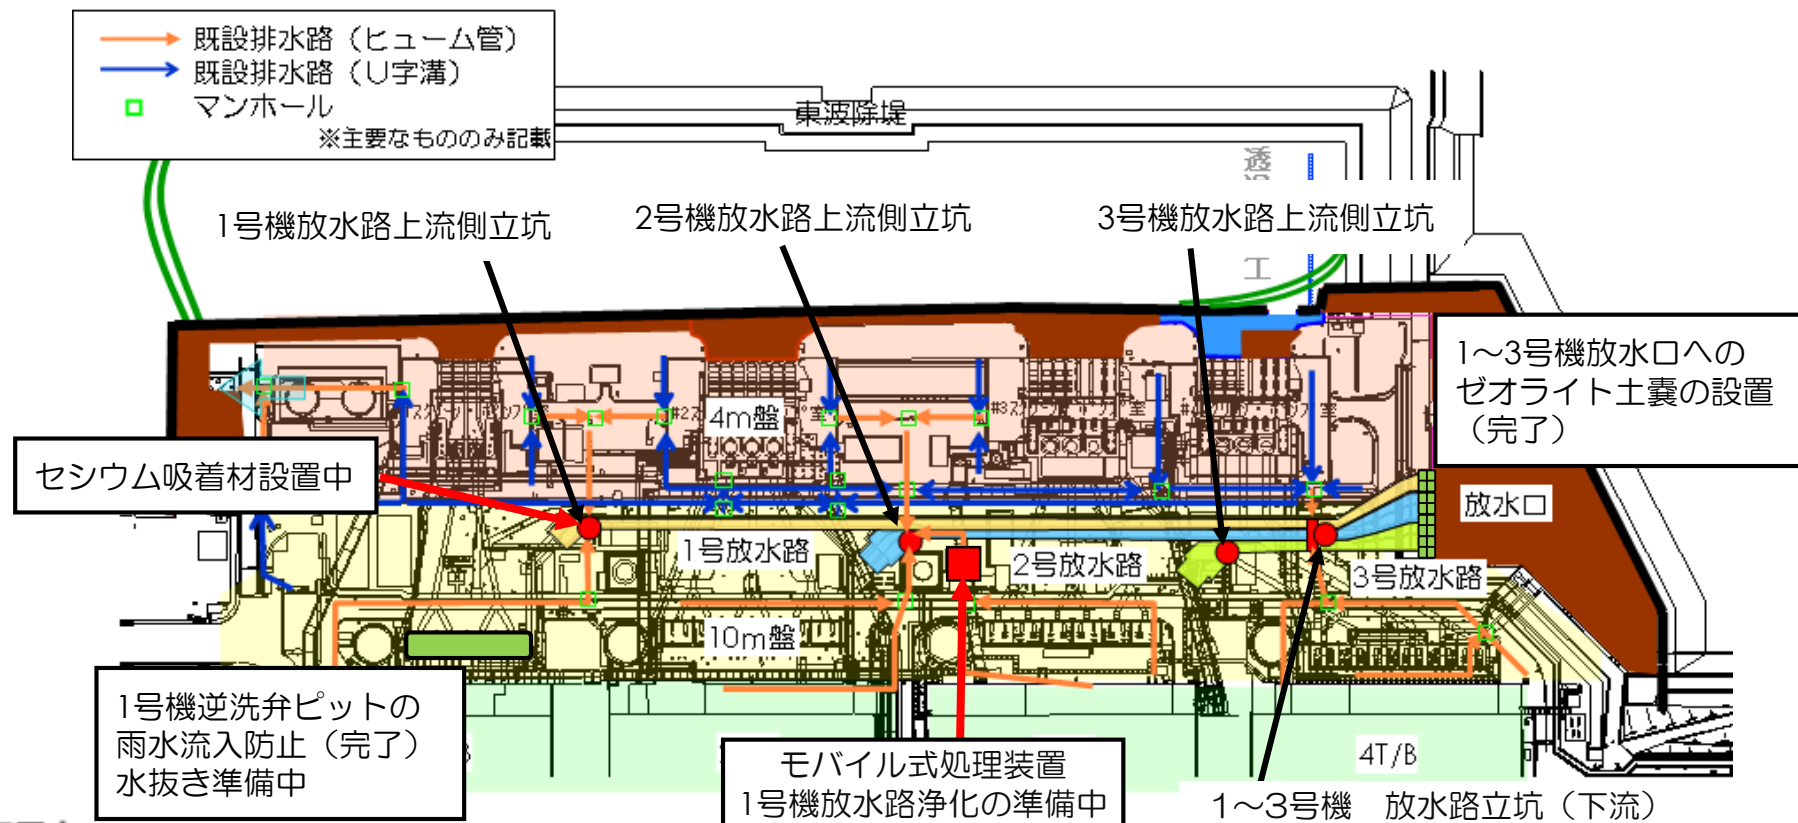 既設排水路（ヒューム管）
既設排水路（U字溝）
マンホール
※主要なもののみ記載
東波除堤
透
工
1号機放水路上流側立坑
2号機放水路上流側立坑
3号機放水路上流側立坑
1～3号機放水口への
ゼオライト土嚢の設置
（完了）
4m盤
セシウム吸着材設置中
放水口
1号放水路
2号放水路
3号放水路
10m盤
1号機逆洗弁ピットの
雨水流入防止（完了）
水抜き準備中
モバイル式処理装置
1号機放水路浄化の準備中
4T/B
1～3号機　放水路立坑（下流）